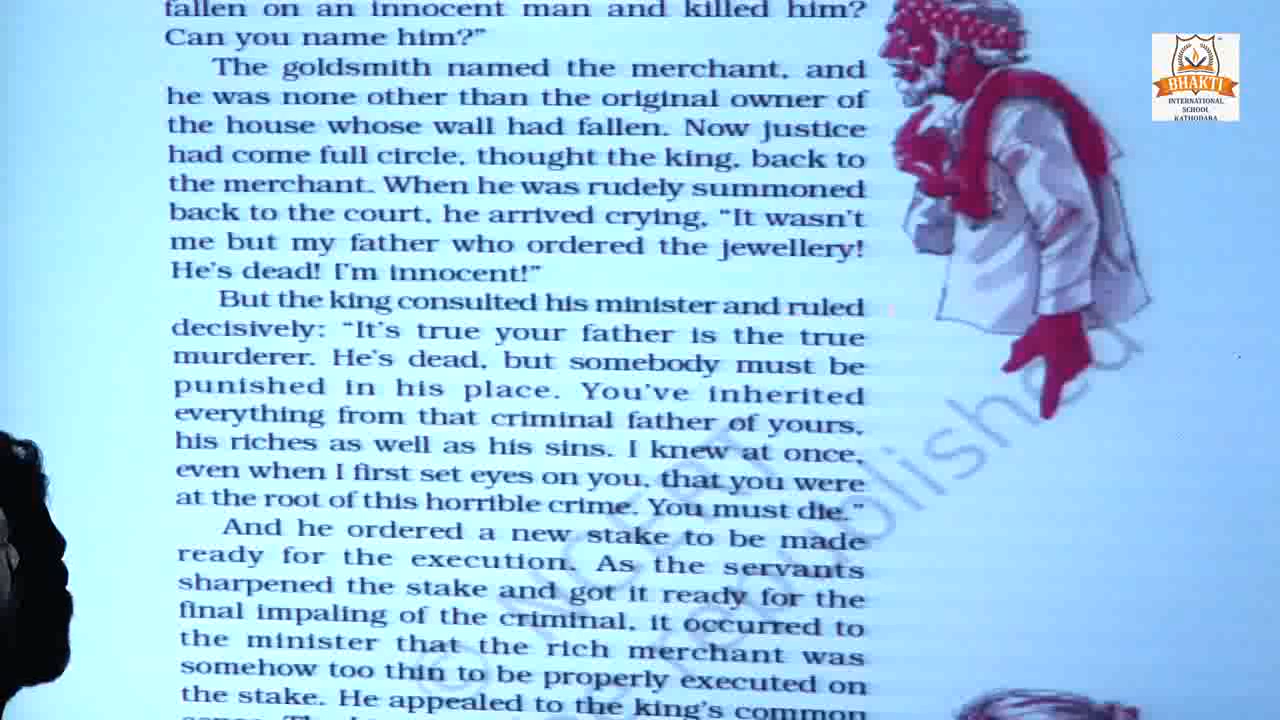 fallen on an innocent man and killed him?
Can you name him?”
The goldsmith named the merchant, and
he was none other than the original owner of
the house whose wall had fallen. Now justice
had come full circle, thought the king, back to
the merchant. When he was rudely summoned
back to the court, he arrived crying, “It wasn’t
me but my father who ordered the jewellery!
He’s dead! I’m innocent!”
But the king consulted his minister and ruled
decisively: “It’s true your father is the true
murderer. He’s dead, but somebody must be
punished in his place. You’ve inherited
everything from that criminal father of yours,
his riches as well as his sins. I knew at once,
even when I first set eyes on you, that you were
at the root of this horrible crime. You must die.”
And he ordered a new stake to be made
ready for the execution. As the servants
sharpened the stake and got it ready for the
final impaling of the criminal, it occurred to
the minister that the rich merchant was
somehow too thin to be properly executed on
the stake. He appealed to the king’s common
BHAKTI
INTERNATIONAL
SCHOOL
KATHODARA
© NCERT
republished